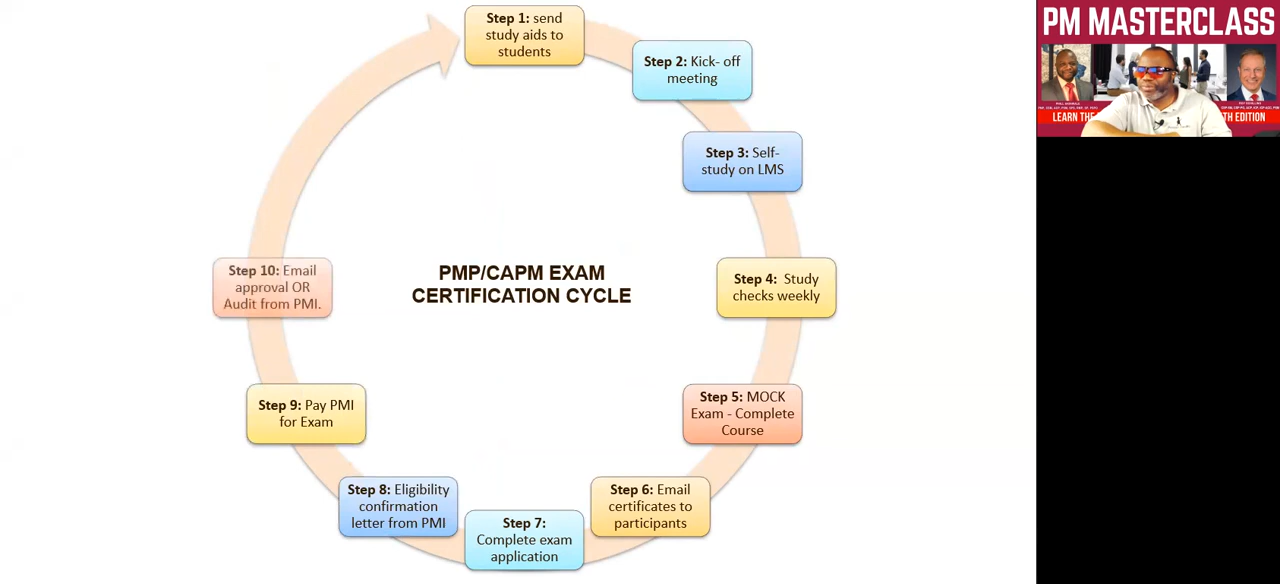 Step 1: send
study aids to
students
Step 2: Kick- off
meeting
Step 3: Self-
study on LMS
Step 4: Study
checks weekly
Step 5: MOCK
Exam - Complete
Course
Step 6: Email
certificates to
participants
Step 7:
Complete exam
application
Step 8: Eligibility
confirmation
letter from PMI
Step 9: Pay PMI
for Exam
Step 10: Email
approval OR
Audit from PMI.
PMP/CAPM EXAM
CERTIFICATION CYCLE
PM MASTERCLASS
LEARN THE
TH EDITION